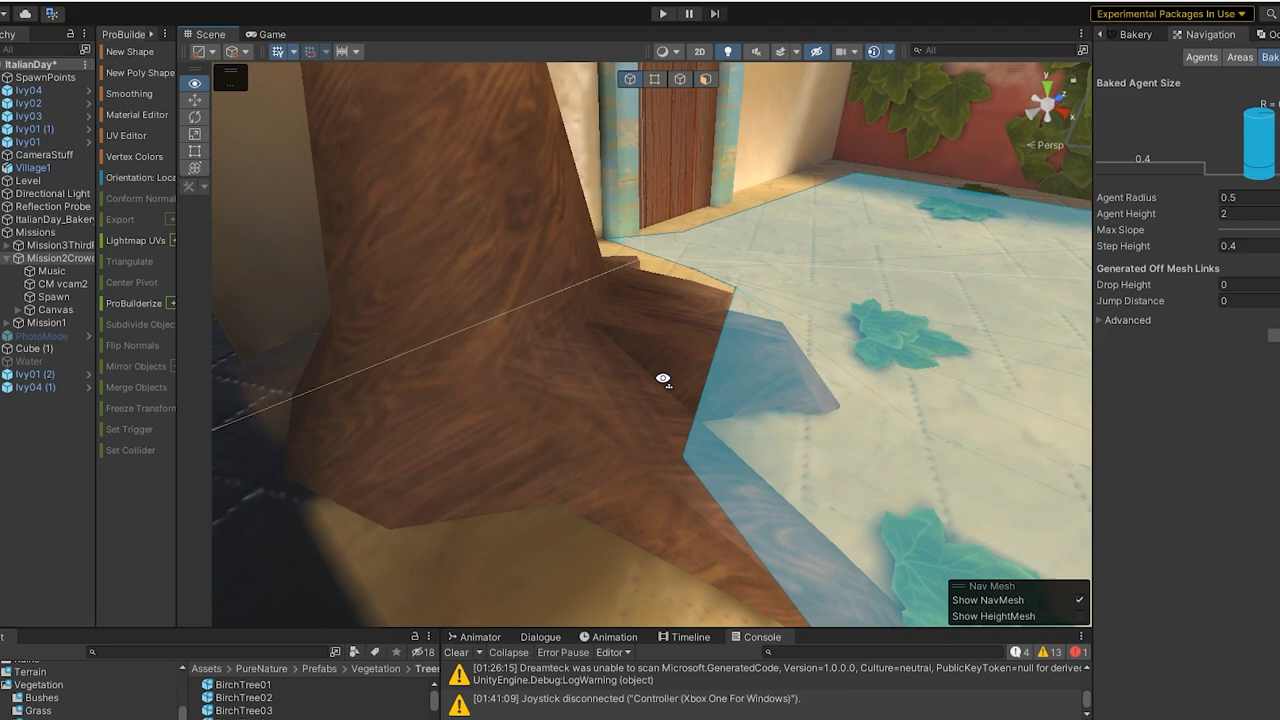 Experimental Packages In Use
chy
ProBuilde
Scene
Game
Bakery
Navigation
All
New Shape
2D
All
ItalianDay*
New Poly Shape
Agents
Areas
Bak
SpawnPoints
Ivy04
Smoothing
Baked Agent Size
Ivy02
Material Editor
y
Ivy03
x
Ivy01 (1)
UV Editor
Ivy01
Persp
CameraStuff
Vertex Colors
0.4
Village1
Level
Orientation: Loca
Directional Light
Conform Normal
Agent Radius
0.5
Reflection Probe
Agent Height
2
ItalianDay_Bakery
Export
Max Slope
Missions
Lightmap UVs
Step Height
0.4
Mission3ThirdP
Mission2Crowd
Triangulate
Generated Off Mesh Links
Music
Center Pivot
Drop Height
0
CM vcam2
Spawn
ProBuilderize
Jump Distance
0
Canvas
Mission1
Subdivide Objec
Advanced
PhotoMode
Flip Normals
Cube (1)
Water
Mirror Objects
Ivy01 (2)
Ivy04 (1)
Merge Objects
Freeze Transform
Set Trigger
Set Collider
Nav Mesh
Show NavMesh
Show HeightMesh
Animator
Dialogue
Animation
Timeline
Console
18
Clear
Collapse
Error Pause
Editor
4
13
1
Terrain
Vegetation
Bushes
Grass
Assets
PureNature
Prefabs
Vegetation
Trees
BirchTree01
BirchTree02
BirchTree03
[01:26:15] Dreamteck was unable to scan Microsoft.GeneratedCode, Version=1.0.0.0, Culture=neutral, PublicKeyToken=null for derive
UnityEngine.Debug:LogWarning (object)
[01:41:09] Joystick disconnected ("Controller (Xbox One For Windows)").